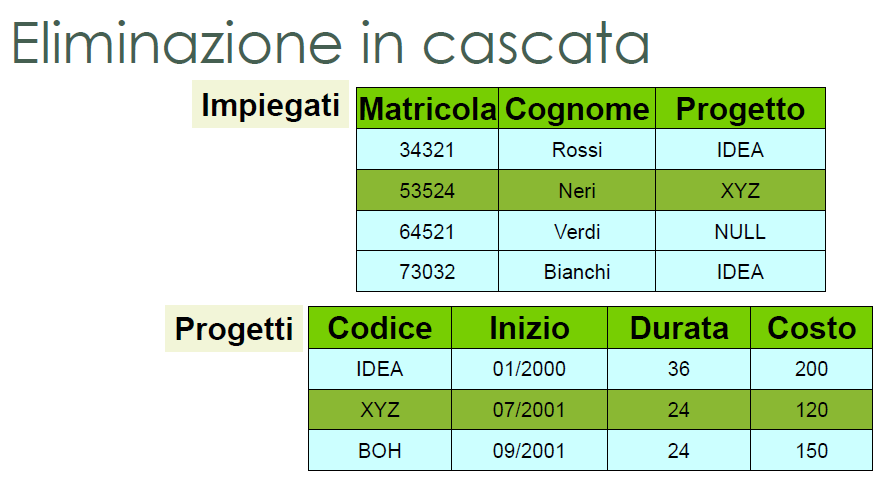 Eliminazione in cascata
Impiegati
Matricola Cognome Progetto
34321 Rossi IDEA
53524 Neri XYZ
64521 Verdi NULL
73032 Bianchi IDEA
Progetti
Codice Inizio Durata Costo
IDEA 01/2000 36 200
XYZ 07/2001 24 120
BOH 09/2001 24 150